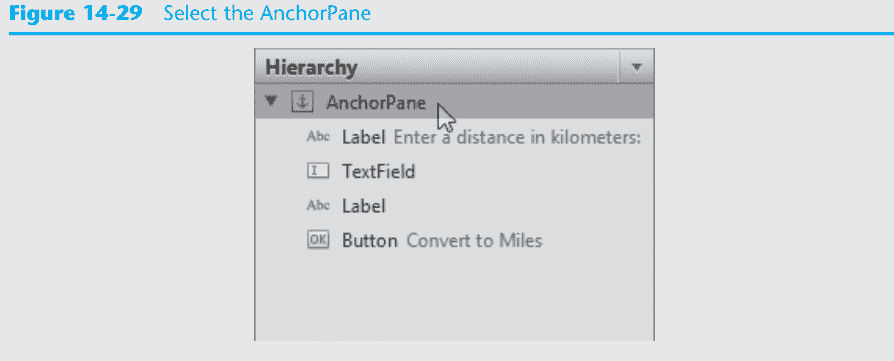 Figure 14-29 Select the AnchorPane
Hierarchy
AnchorPane
Abc Label Enter a distance in kilometers:
TextField
Abc Label
OK Button Convert to Miles